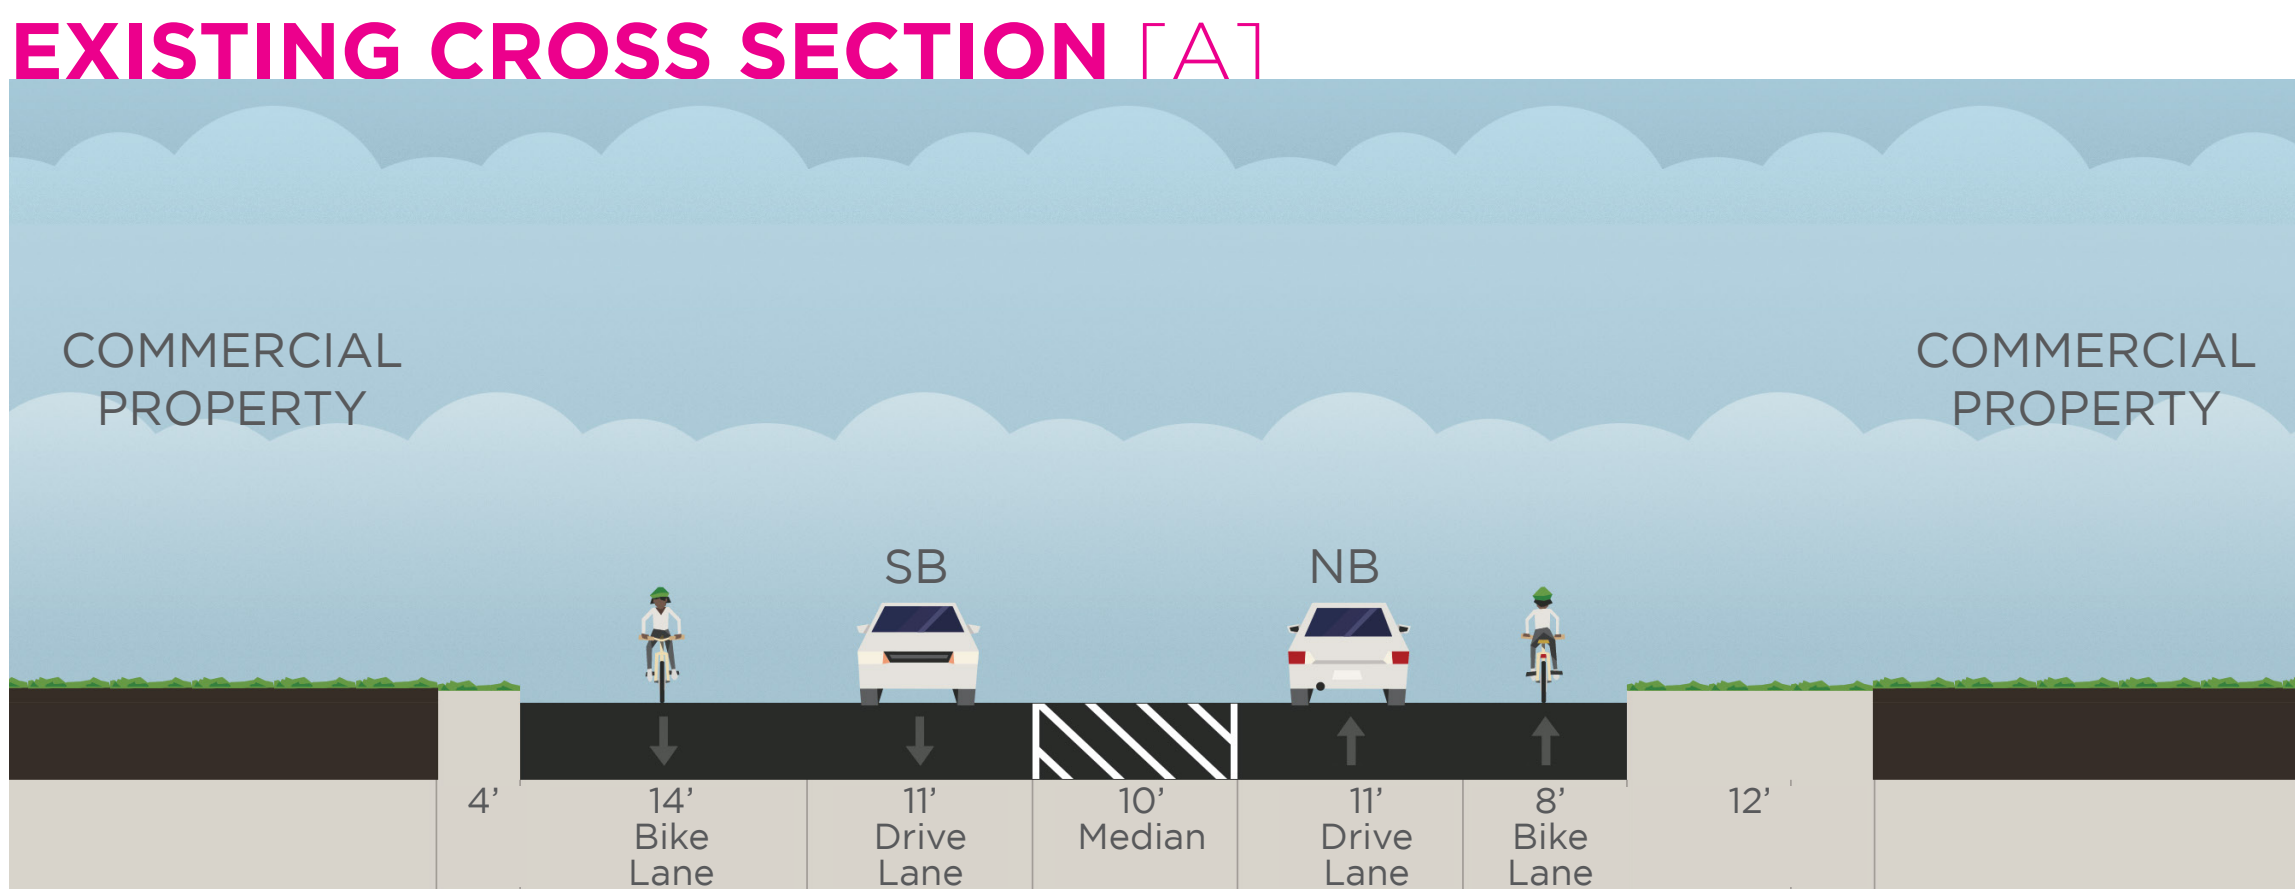 EXISTING CROSS SECTION [A]
COMMERCIAL
PROPERTY
COMMERCIAL
PROPERTY
SB
NB
4’
14’
Bike
Lane
11’
Drive
Lane
10’
Median
11’
Drive
Lane
8’
Bike
Lane
12’